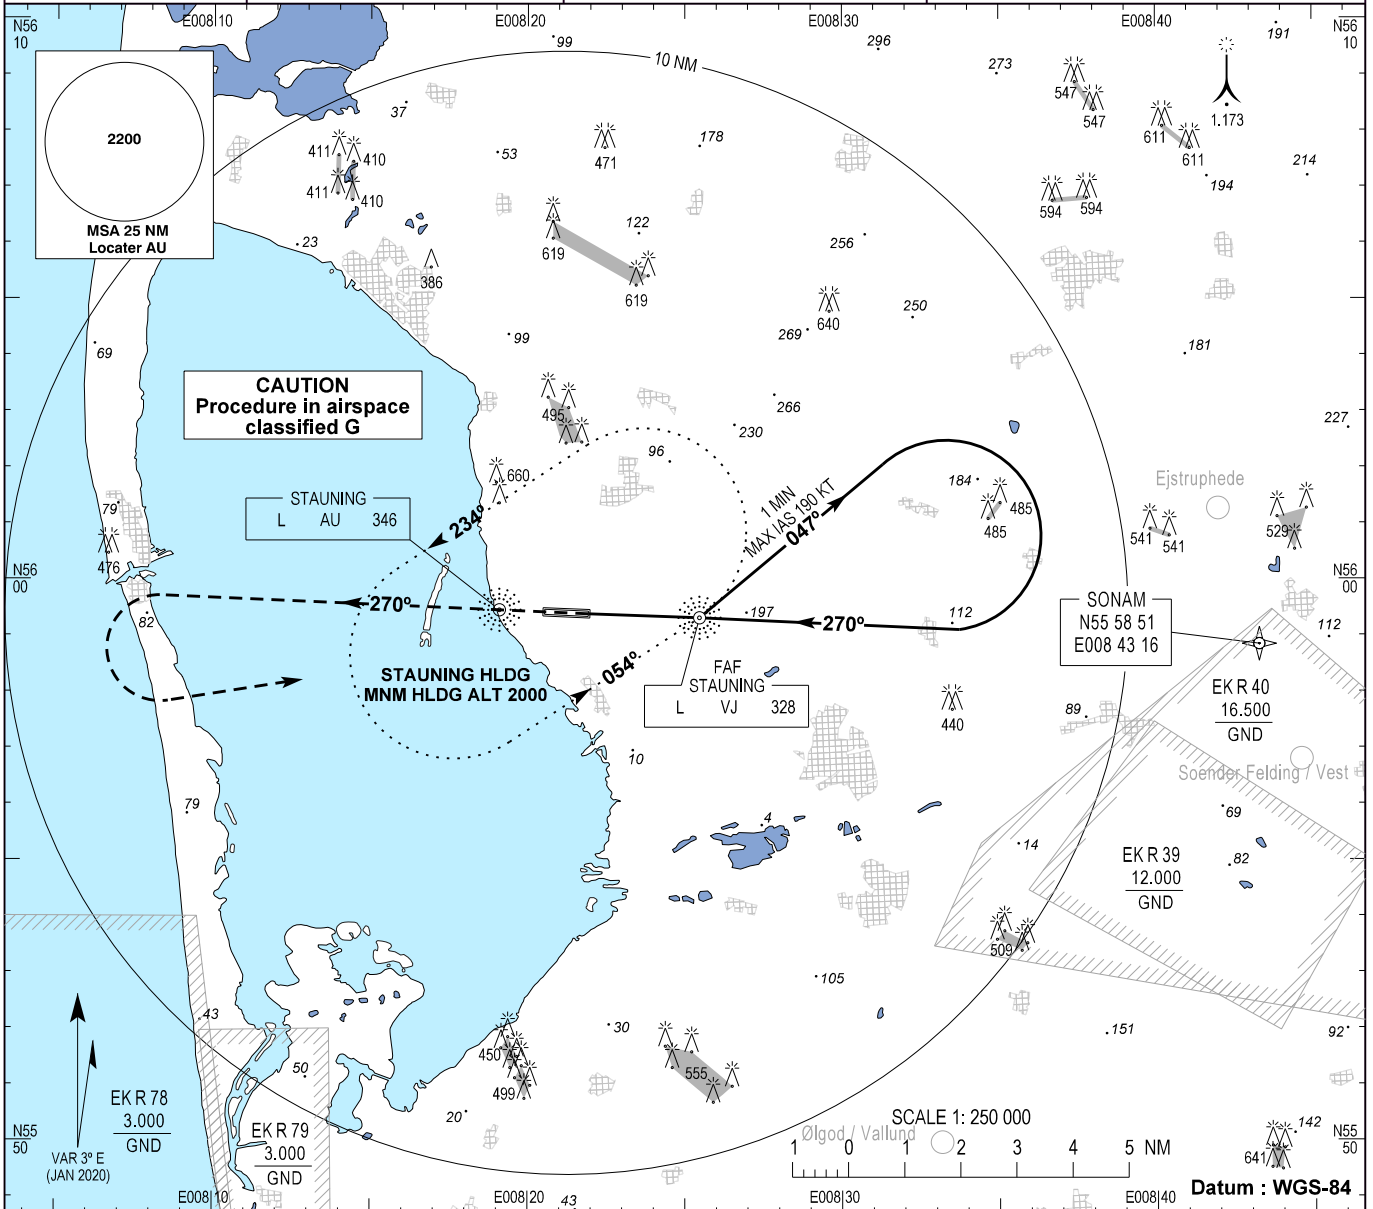 E008 10
E008 20
E008 30
E008 40
N56
10
N56
10
2200
MSA 25 NM
Locater AU
10 NM
99
296
273
191
547
547
1.173
611
611
37
411
410
411
410
53
471
178
214
194
594
594
23
386
122
619
619
256
640
250
269
181
69
99
CAUTION
Procedure in airspace
classified G
495
266
230
227
96
660
STAUNING
L AU 346
234º
1 MIN
MAX IAS 190 KT
047º
184
485
485
Ejstruphede
541
541
529
79
476
N56
00
N56
00
270º
82
197
270º
112
SONAM
N55 58 51
E008 43 16
112
STAUNING HLDG
MNM HLDG ALT 2000
054º
FAF
STAUNING
L VJ 328
440
89
EK R 40
16.500
GND
Soender Felding / Vest
10
79
4
69
14
EK R 39
12.000
GND
82
509
105
43
30
151
92
450
499
555
50
20
EK R 78
3.000
GND
EK R 79
3.000
GND
VAR 3º E
(JAN 2020)
SCALE 1: 250 000
Ølgod / Vallund
1 0 1 2 3 4 5 NM
142
641
N55
50
N55
50
E008 10
E008 20
43
E008 30
E008 40
Datum : WGS-84